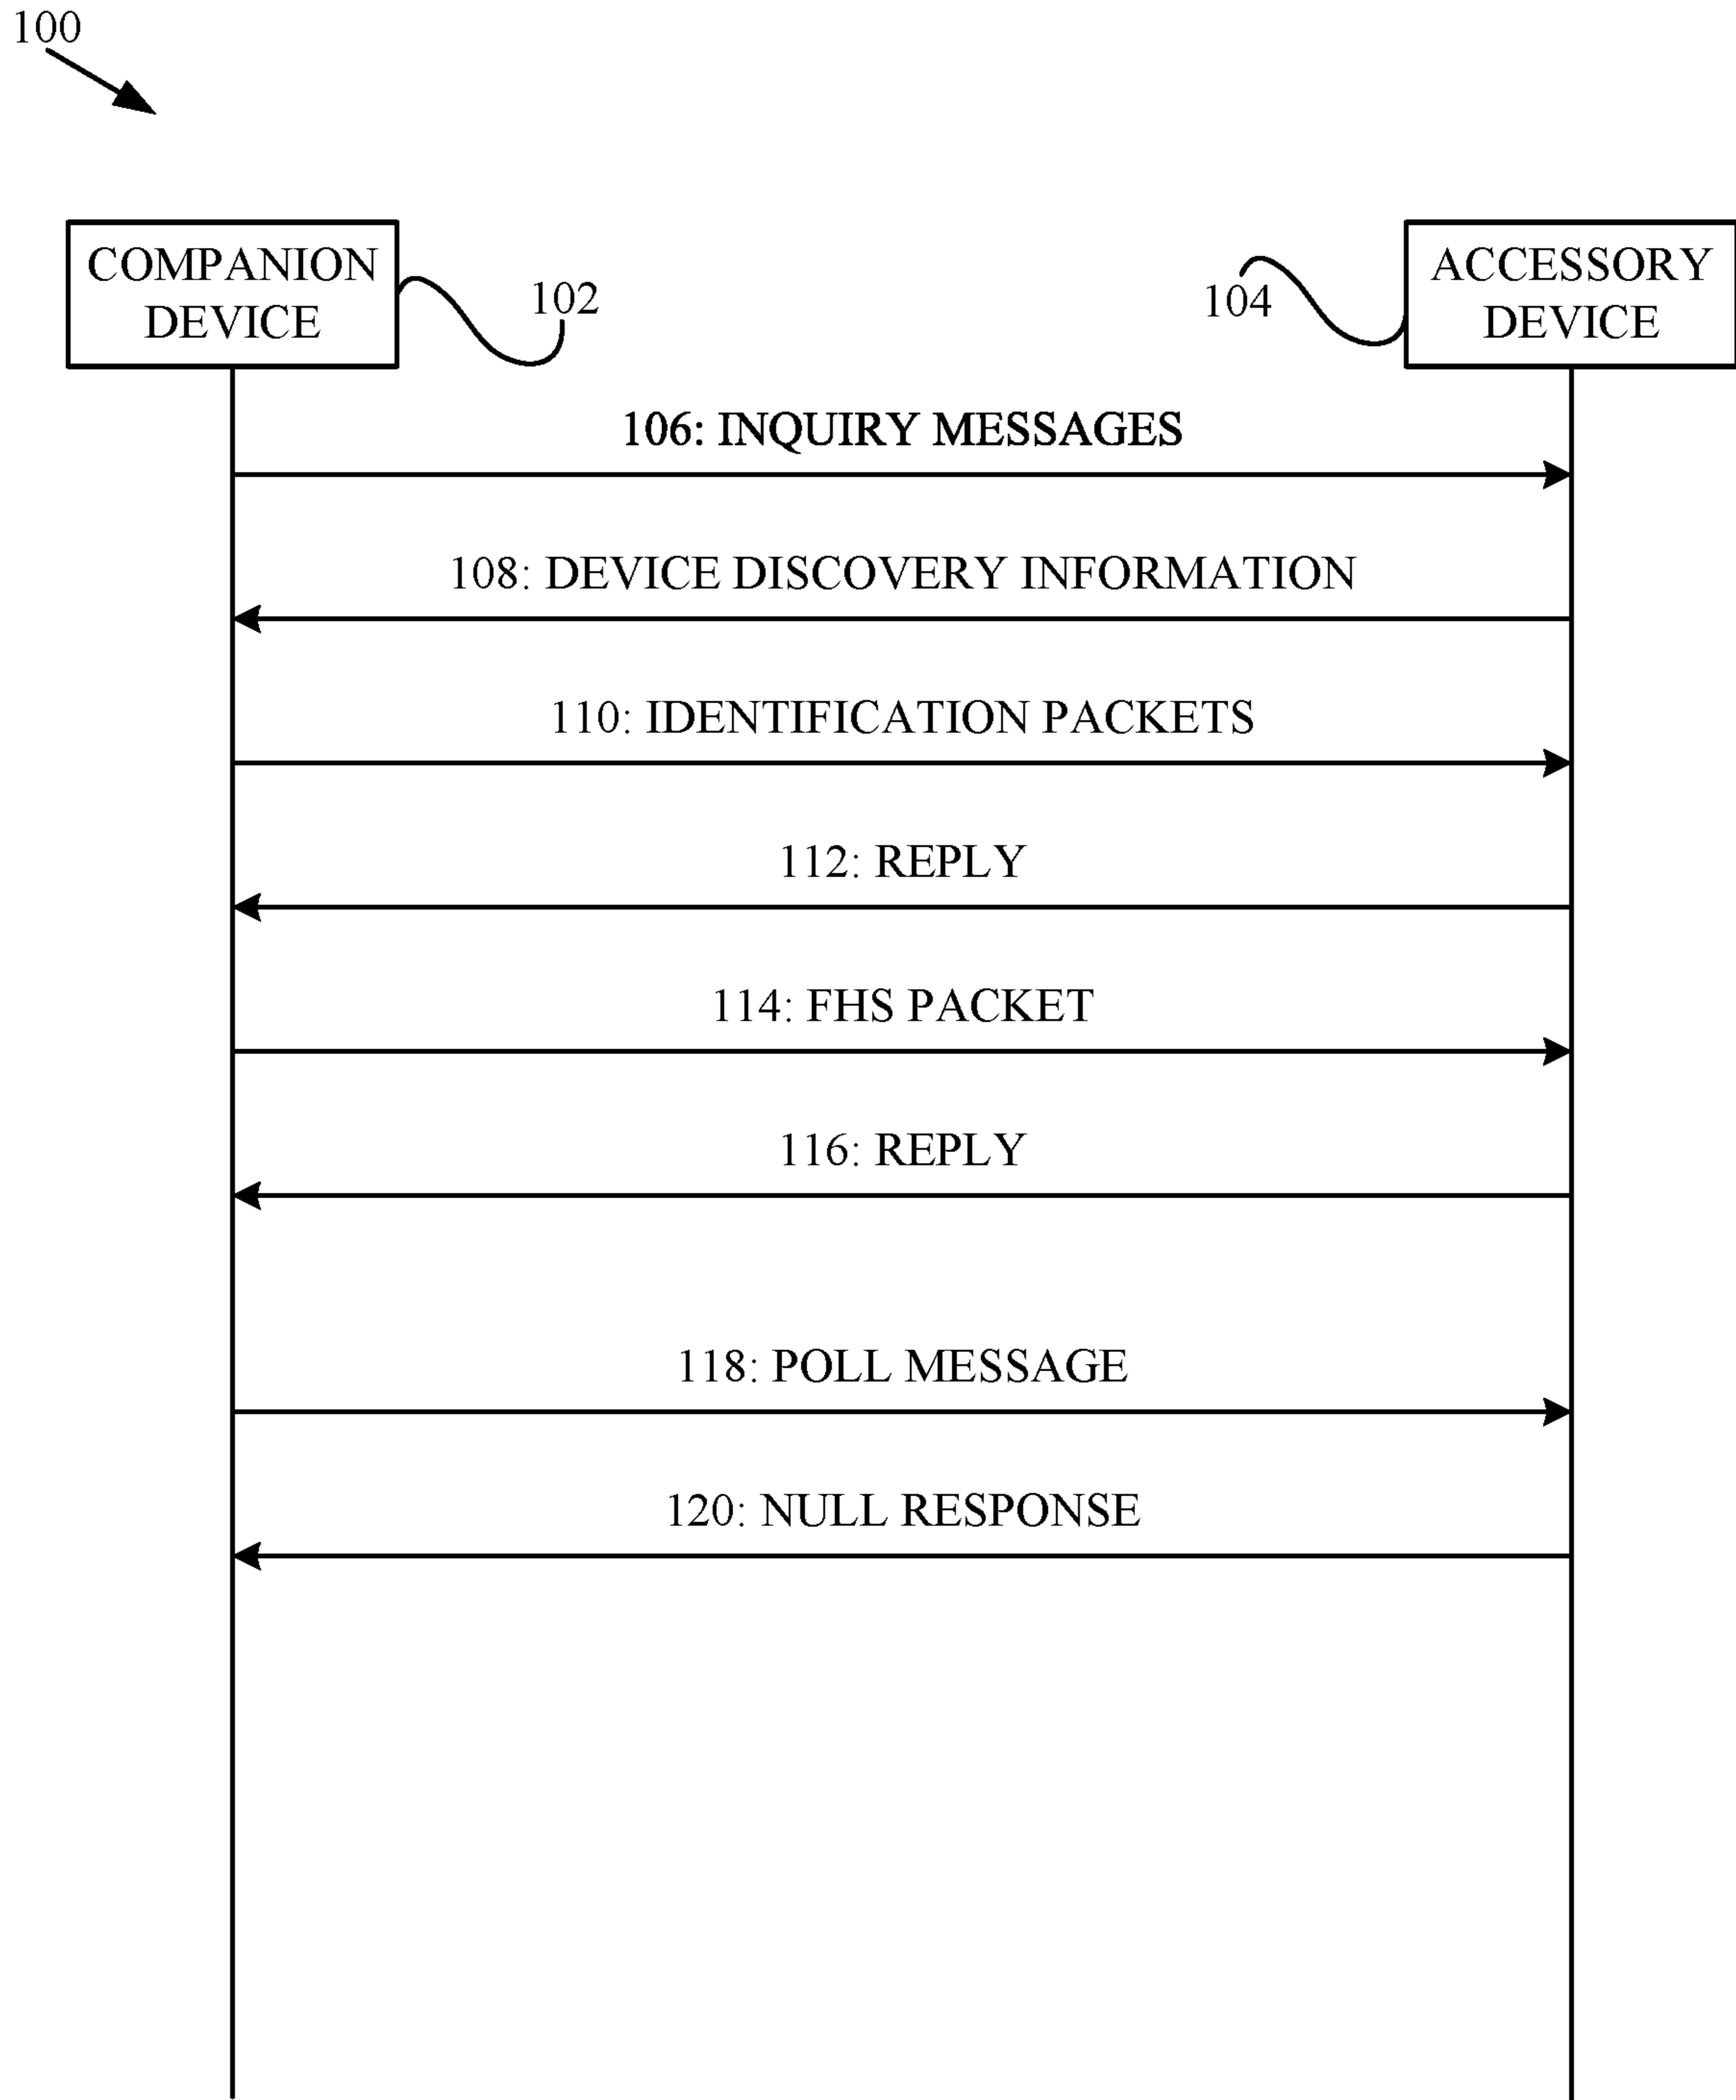 100
COMPANION
DEVICE
102
104
ACCESSORY
DEVICE
106: INQUIRY MESSAGES
108: DEVICE DISCOVERY INFORMATION
110: IDENTIFICATION PACKETS
112: REPLY
114: FHS PACKET
116: REPLY
118: POLL MESSAGE
120: NULL RESPONSE